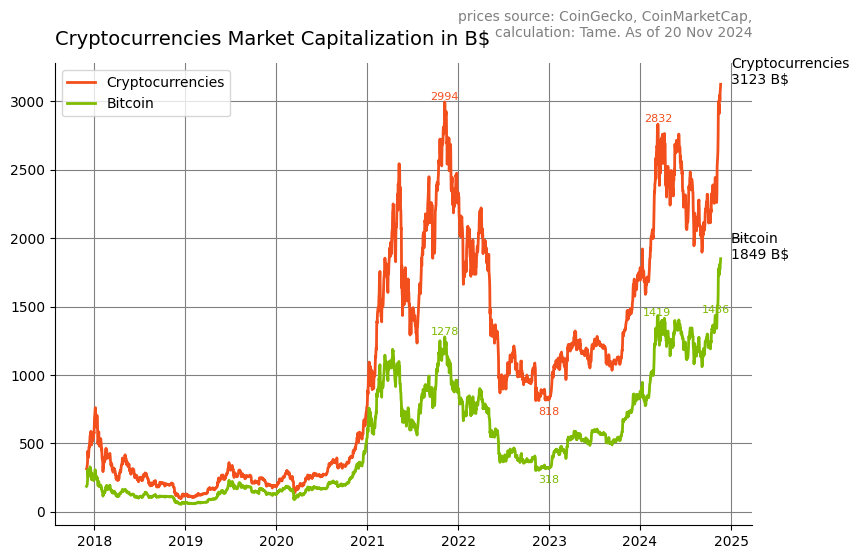 prices source: CoinGecko, CoinMarketCap,
calculation: Tame. As of 20 Nov 2024
Cryptocurrencies Market Capitalization in B$
Cryptocurrencies
3123 B$
Cryptocurrencies
Bitcoin
3000
2994
2832
2500
2000
Bitcoin
1849 B$
1500
1278
1419
1436
1000
818
500
318
0
2018 2019 2020 2021 2022 2023 2024 2025